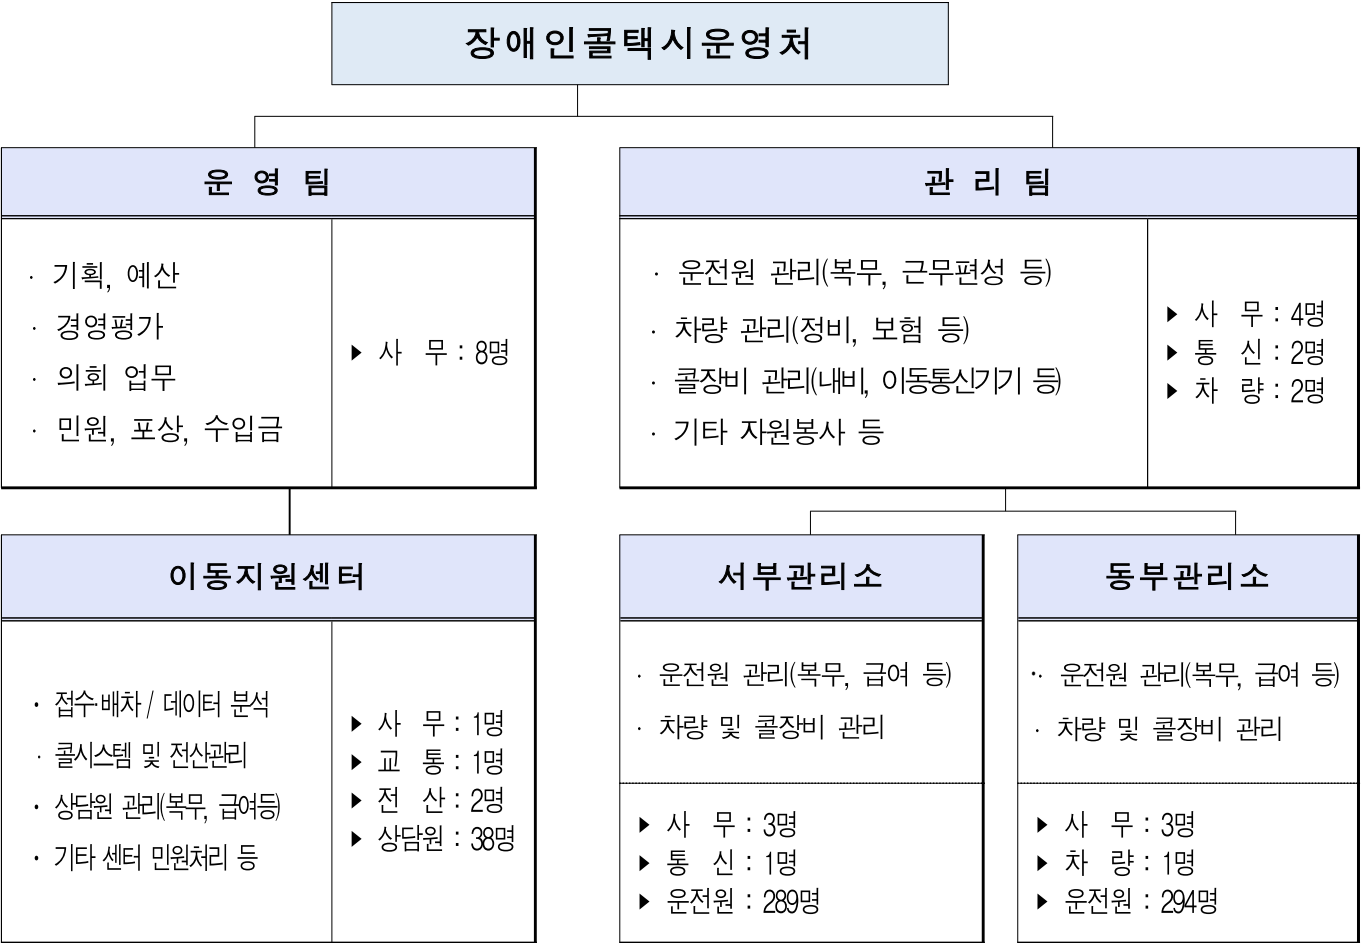 장애인콜택시운영처
운 영 팀
· 기획, 예산
· 경영평가
· 의회 업무
· 민원, 포상, 수입금
▶ 사 무 : 8명
관 리 팀
· 운전원 관리(복무, 근무편성 등)
· 차량 관리(정비, 보험 등)
· 콜장비 관리(내비, 이동통신기기 등)
· 기타 자원봉사 등
▶ 사 무 : 4명
▶ 통 신 : 2명
▶ 차 량 : 2명
이동지원센터
· 접수·배차 / 데이터 분석
· 콜시스템 및 전산관리
· 상담원 관리(복무, 급여등)
· 기타 센터 민원처리 등
▶ 사 무 : 1명
▶ 교 통 : 1명
▶ 전 산 : 2명
▶ 상담원 : 38명
서부관리소
· 운전원 관리(복무, 급여 등)
· 차량 및 콜장비 관리
▶ 사 무 : 3명
▶ 통 신 : 1명
▶ 운전원 : 289명
동부관리소
·· 운전원 관리(복무, 급여 등)
· 차량 및 콜장비 관리
▶ 사 무 : 3명
▶ 차 량 : 1명
▶ 운전원 : 294명